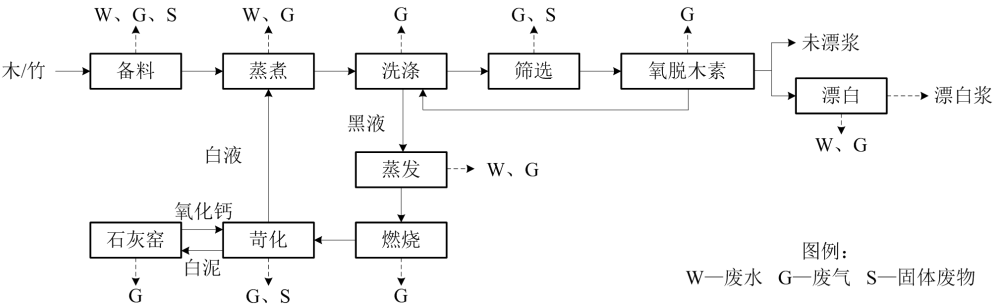 W、G、S
W、G
G
G、S
G
木/竹
备料
蒸煮
洗涤
筛选
氧脱木素
未漂浆
漂白
漂白浆
W、G
黑液
白液
蒸发
W、G
氧化钙
石灰窑
苛化
燃烧
白泥
G
G、S
G
图例：
W—废水 G—废气 S—固体废物